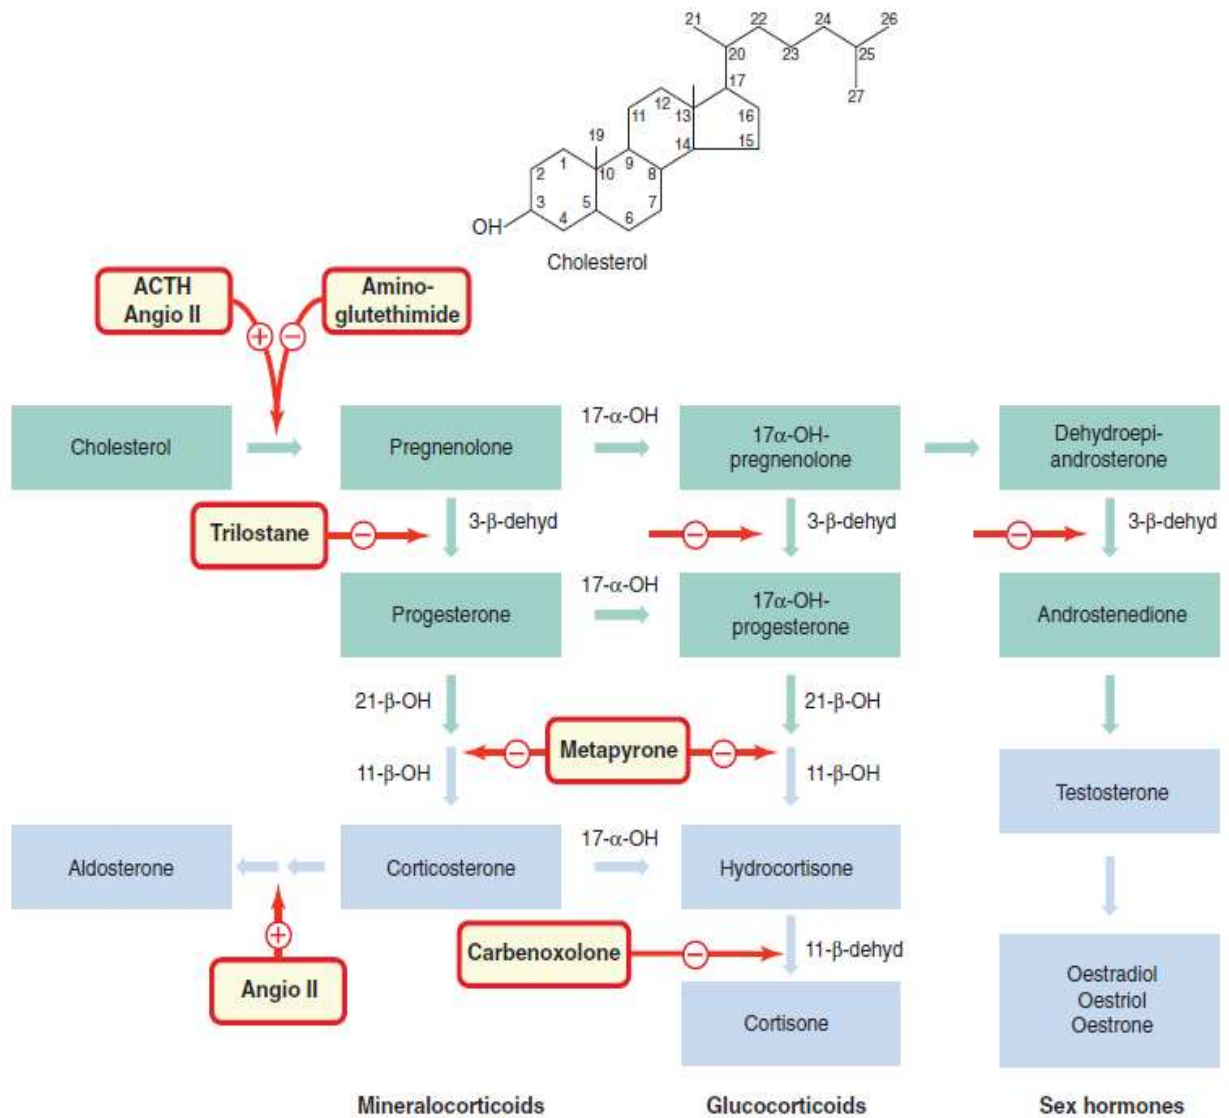 21
22
24
26
20
23
25
27
17
12
11
13
16
19
14
15
1
9
2
10
8
3
5
7
4
6
OH
Cholesterol
ACTH
Angio II
+
Amino-
glutethimide
−
Cholesterol
Pregnenolone
17-α-OH
17α-OH-
pregnenolone
Dehydroepi-
androsterone
Trilostane
−
3-β-dehyd
−
3-β-dehyd
−
3-β-dehyd
Progesterone
17-α-OH
17α-OH-
progesterone
Androstenedione
21-β-OH
21-β-OH
− Metapyrone −
11-β-OH
11-β-OH
Testosterone
Aldosterone
Corticosterone
17-α-OH
Hydrocortisone
+
Angio II
Carbenoxolone
−
11-β-dehyd
Cortisone
Oestradiol
Oestriol
Oestrone
Mineralocorticoids
Glucocorticoids
Sex hormones